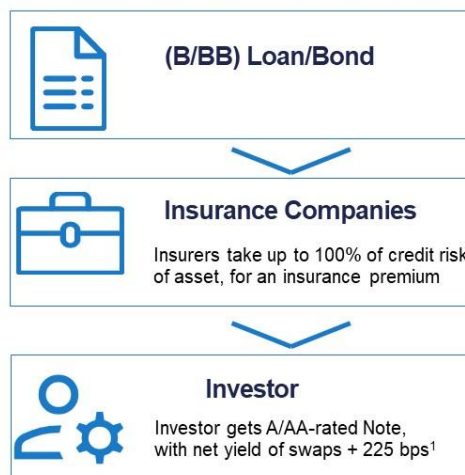 (B/BB) Loan/Bond
Insurance Companies
Insurers take up to 100% of credit risk
of asset, for an insurance premium
Investor
Investor gets A/AA-rated Note,
with net yield of swaps + 225 bps¹